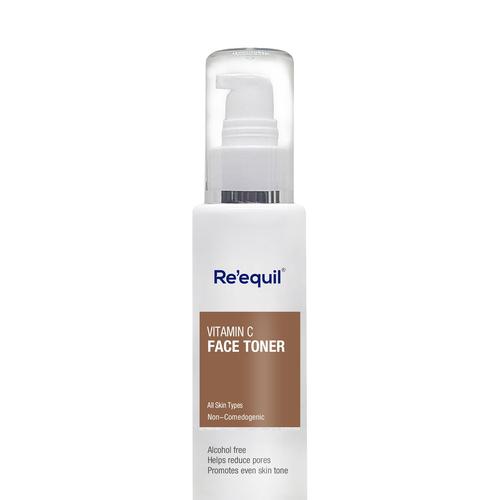 Re'equil®
VITAMIN C
FACE TONER
All Skin Types
Non-Comedogenic
Alcohol free
Helps reduce pores
Promotes even skin tone